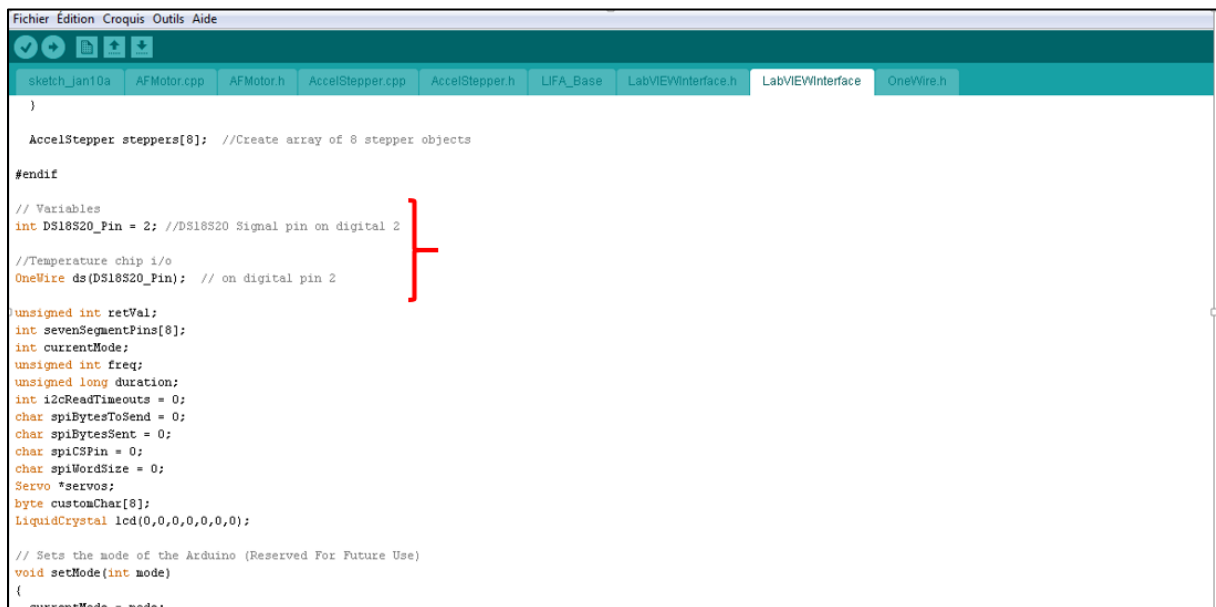 Fichier Édition Croquis Outils Aide
sketch_jan10a AFMotor.cpp AFMotor.h AccelStepper.cpp AccelStepper.h LIFA_Base LabVIEWInterface.h LabVIEWInterface OneWire.h
}
AccelStepper steppers[8]; //Create array of 8 stepper objects
#endif
// Variables
int DS18S20_Pin = 2; //DS18S20 Signal pin on digital 2
//Temperature chip i/o
OneWire ds(DS18S20_Pin); // on digital pin 2
unsigned int retVal;
int sevenSegmentPins[8];
int currentMode;
unsigned int freq;
unsigned long duration;
int i2cReadTimeouts = 0;
char spiBytesToSend = 0;
char spiBytesSent = 0;
char spiCSPin = 0;
char spiWordSize = 0;
Servo *servos;
byte customChar[8];
LiquidCrystal lcd(0,0,0,0,0,0,0);
// Sets the mode of the Arduino (Reserved For Future Use)
void setMode(int mode)
{
currentMode = mode;